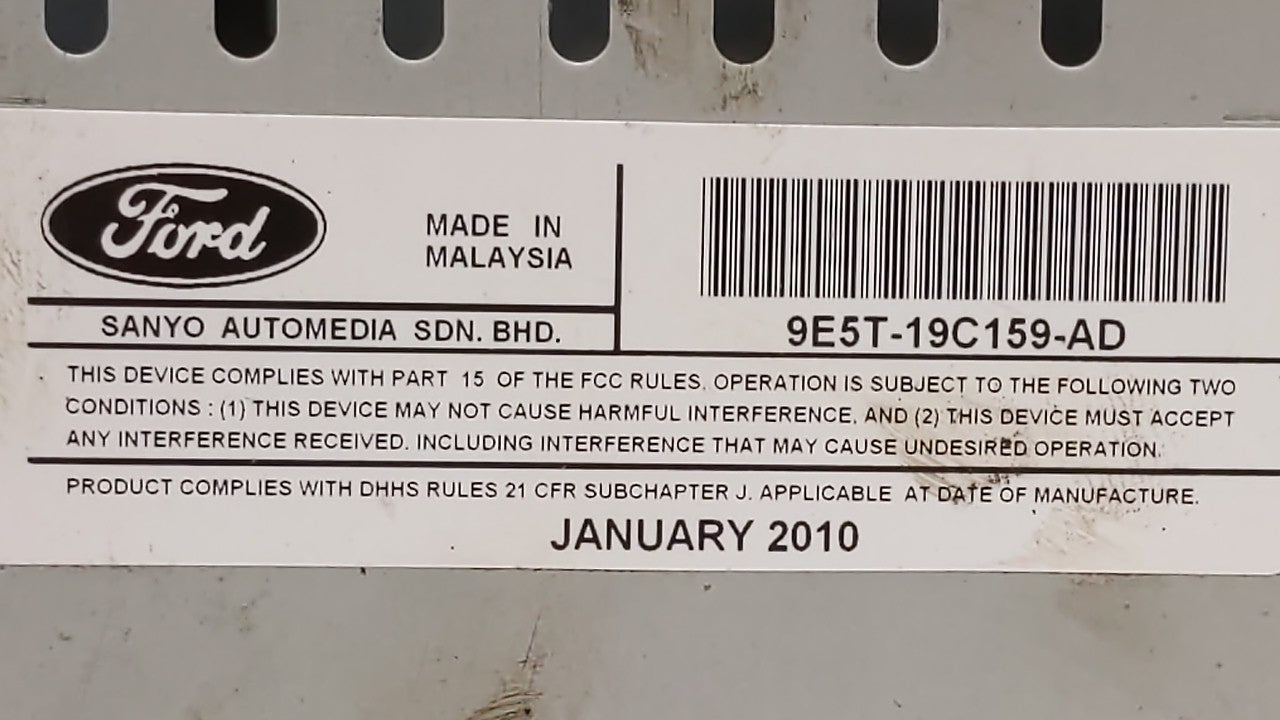 Ford
MADE IN
MALAYSIA
SANYO AUTOMEDIA SDN. BHD.
9E5T-19C159-AD
THIS DEVICE COMPLIES WITH PART 15 OF THE FCC RULES. OPERATION IS SUBJECT TO THE FOLLOWING TWO
CONDITIONS : (1) THIS DEVICE MAY NOT CAUSE HARMFUL INTERFERENCE, AND (2) THIS DEVICE MUST ACCEPT
ANY INTERFERENCE RECEIVED. INCLUDING INTERFERENCE THAT MAY CAUSE UNDESIRED OPERATION.
PRODUCT COMPLIES WITH DHHS RULES 21 CFR SUBCHAPTER J. APPLICABLE AT DATE OF MANUFACTURE.
JANUARY 2010